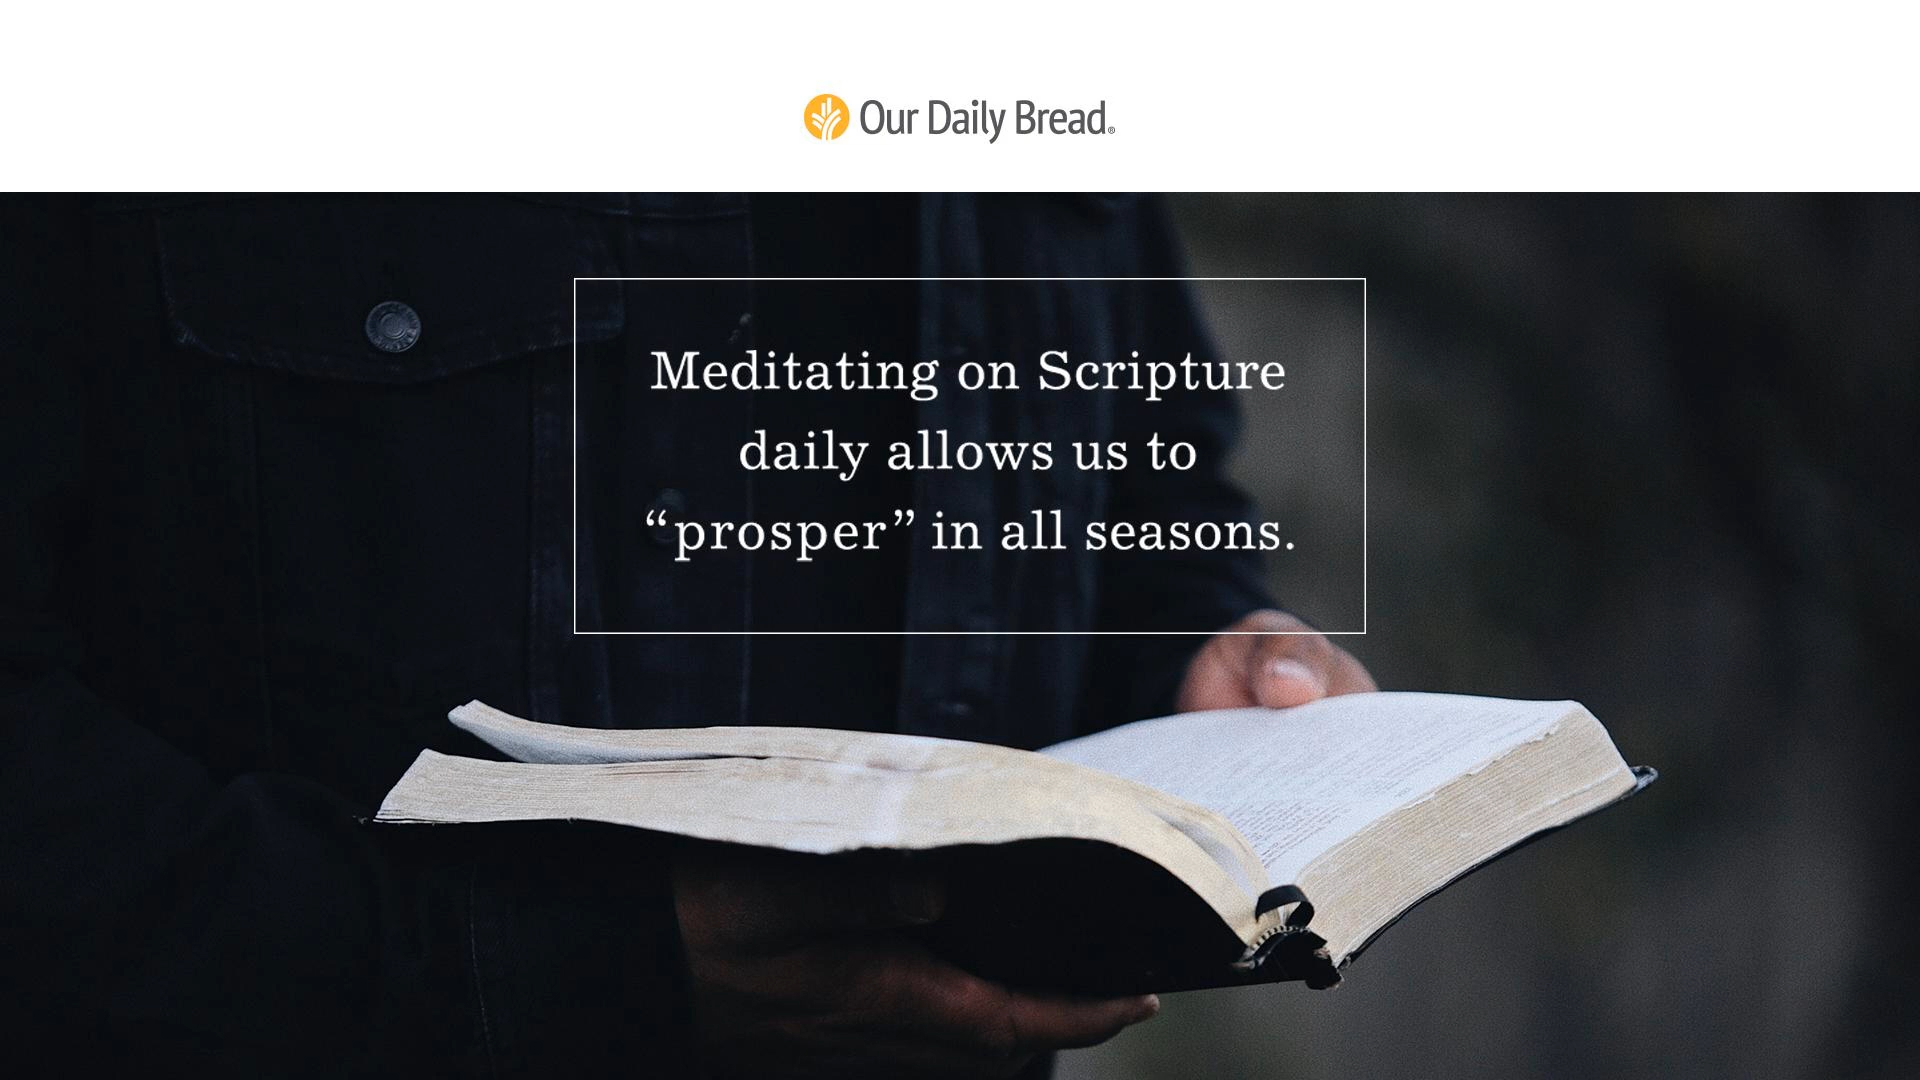 Our Daily Bread®
Meditating on Scripture
daily allows us to
“prosper” in all seasons.